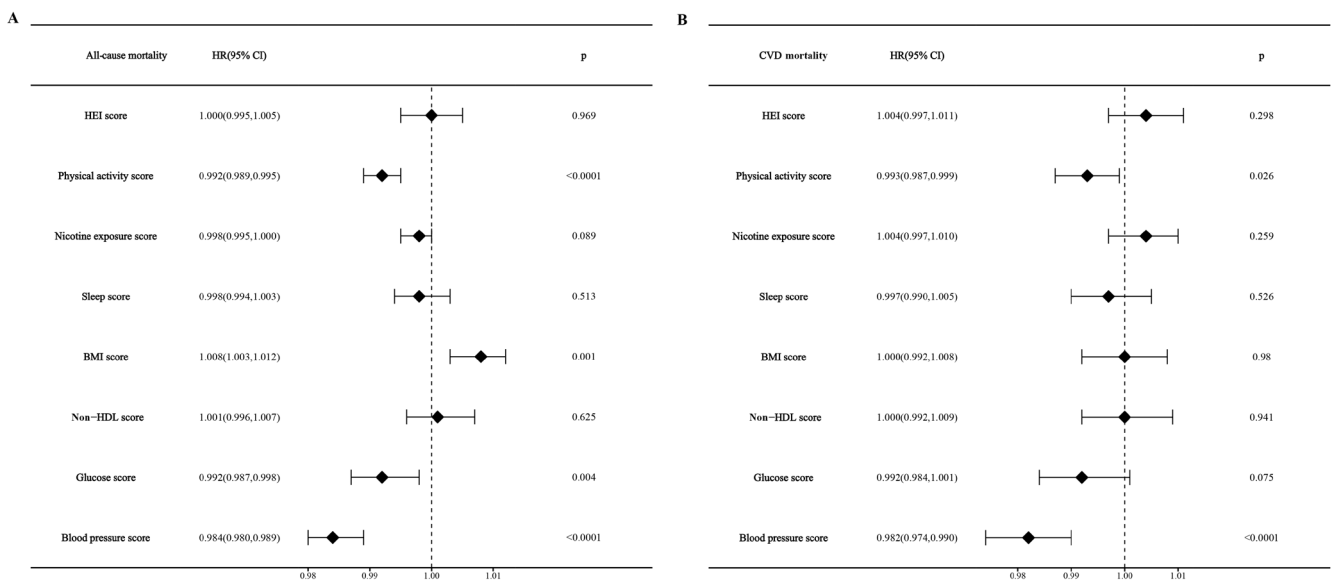 A
All-cause mortality HR(95% CI) p
HEI score 1.000(0.995,1.005) 0.969
Physical activity score 0.992(0.989,0.995) <0.0001
Nicotine exposure score 0.998(0.995,1.000) 0.089
Sleep score 0.998(0.994,1.003) 0.513
BMI score 1.008(1.003,1.012) 0.001
Non−HDL score 1.001(0.996,1.007) 0.625
Glucose score 0.992(0.987,0.998) 0.004
Blood pressure score 0.984(0.980,0.989) <0.0001
0.98 0.99 1.00 1.01
B
CVD mortality HR(95% CI) p
HEI score 1.004(0.997,1.011) 0.298
Physical activity score 0.993(0.987,0.999) 0.026
Nicotine exposure score 1.004(0.997,1.010) 0.259
Sleep score 0.997(0.990,1.005) 0.526
BMI score 1.000(0.992,1.008) 0.98
Non−HDL score 1.000(0.992,1.009) 0.941
Glucose score 0.992(0.984,1.001) 0.075
Blood pressure score 0.982(0.974,0.990) <0.0001
0.98 0.99 1.00 1.01